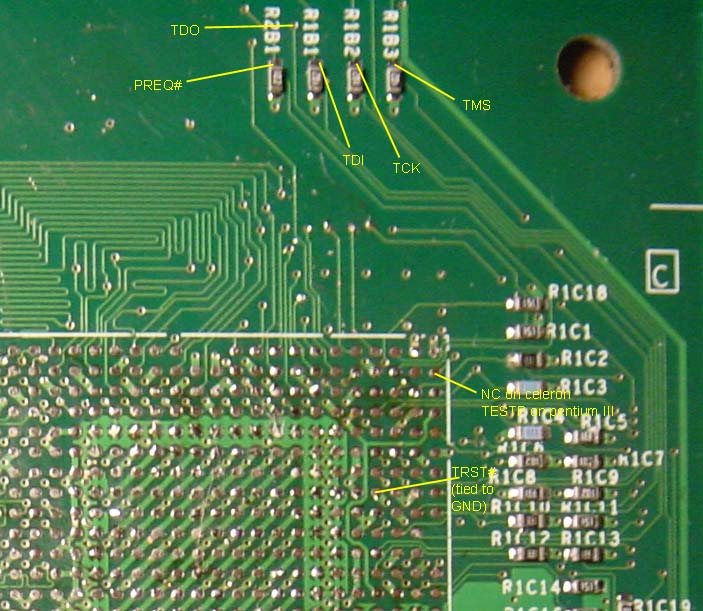 TDO
R2B1
R1B1
R1B2
R1B3
PREQ#
TMS
TDI
TCK
C
R1C18
R1C1
R1C2
R1C3
NC on celeron
TESTE on pentium III
R1C5
R1C7
TRST#
(tied to
GND)
R1C8
R1C9
R1C12
R1C13
R1C14